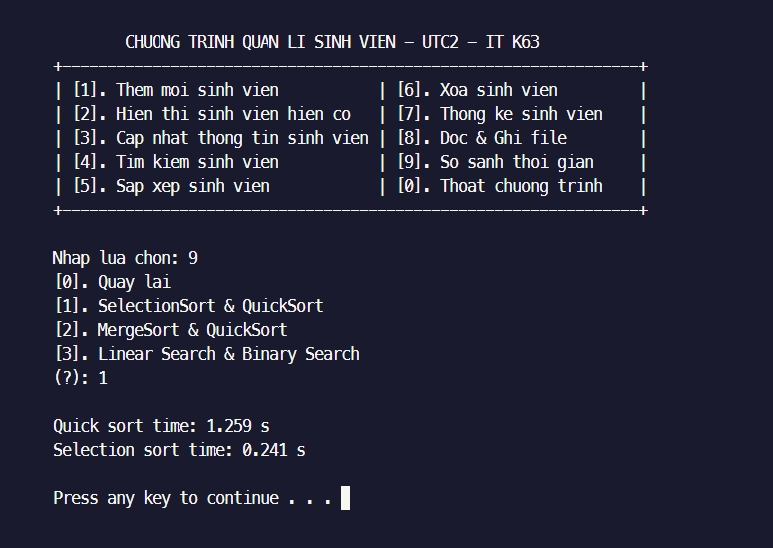 CHUONG TRINH QUAN LI SINH VIEN - UTC2 - IT K63
+----------------------------------------------------------------+
| [1]. Them moi sinh vien           | [6]. Xoa sinh vien         |
| [2]. Hien thi sinh vien hien co   | [7]. Thong ke sinh vien    |
| [3]. Cap nhat thong tin sinh vien | [8]. Doc & Ghi file        |
| [4]. Tim kiem sinh vien           | [9]. So sanh thoi gian     |
| [5]. Sap xep sinh vien            | [0]. Thoat chuong trinh    |
+----------------------------------------------------------------+
Nhap lua chon: 9
[0]. Quay lai
[1]. SelectionSort & QuickSort
[2]. MergeSort & QuickSort
[3]. Linear Search & Binary Search
(?): 1
Quick sort time: 1.259 s
Selection sort time: 0.241 s
Press any key to continue . . .